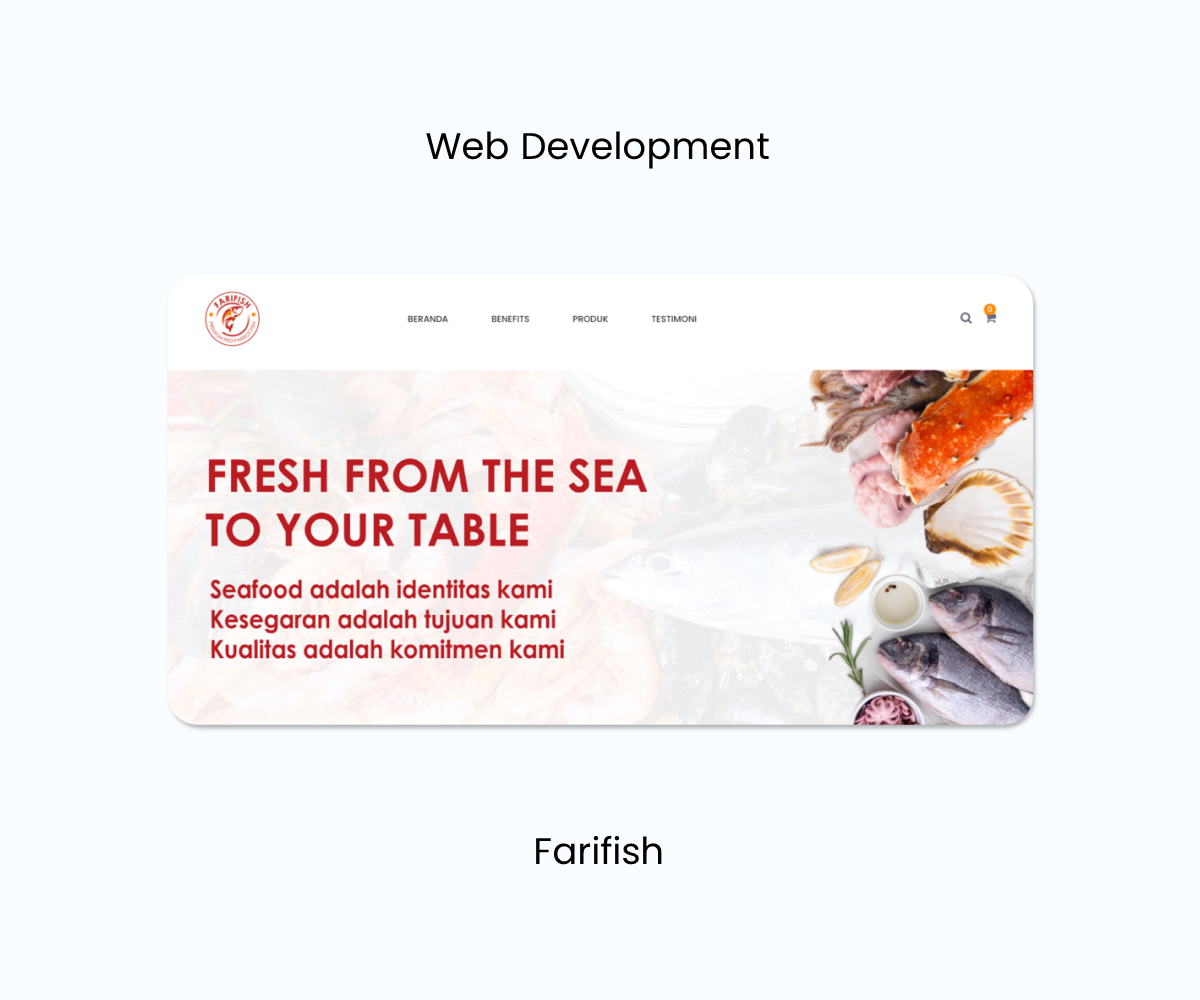 Web Development
FARIFISH
BERANDA
BENEFITS
PRODUK
TESTIMONI
0
FRESH FROM THE SEA
TO YOUR TABLE
Seafood adalah identitas kami
Kesegaran adalah tujuan kami
Kualitas adalah komitmen kami
Farifish